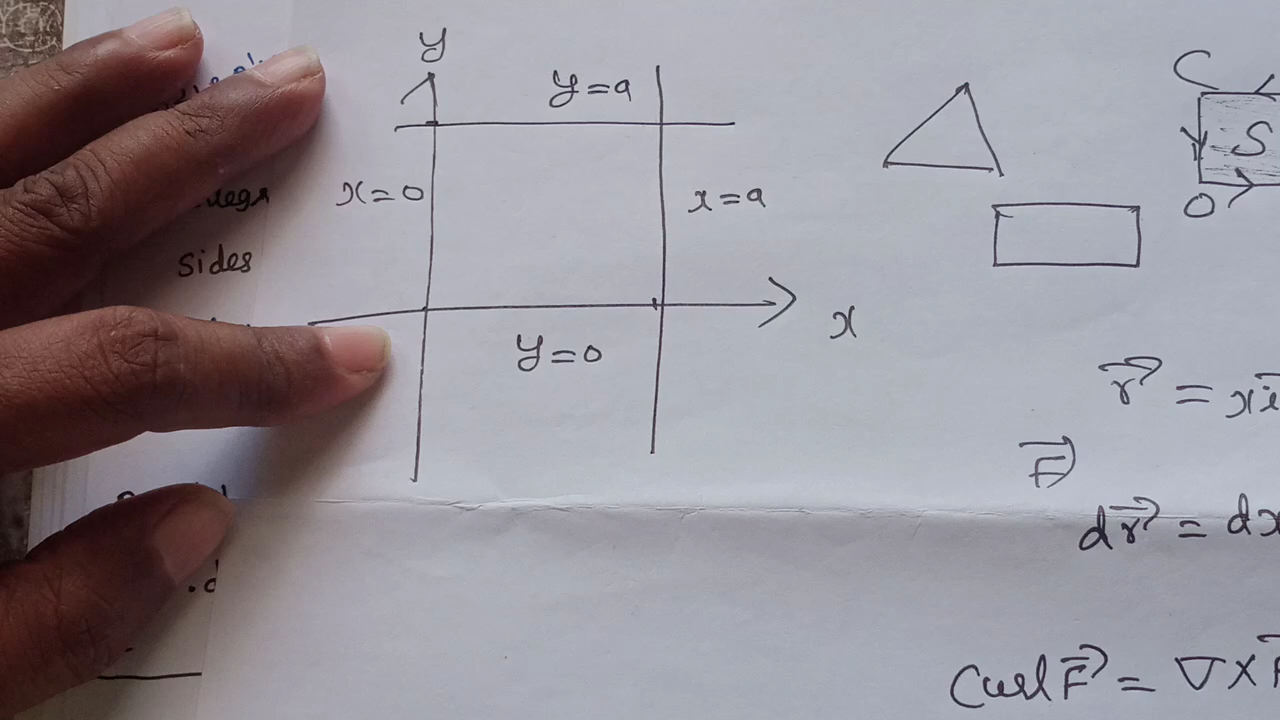 y
y=a
x=0
x=a
y=0
x
sides
C
S
O
r⃗ = x
F⃗
dr⃗ = dx
Curl F⃗ = ∇ × F⃗